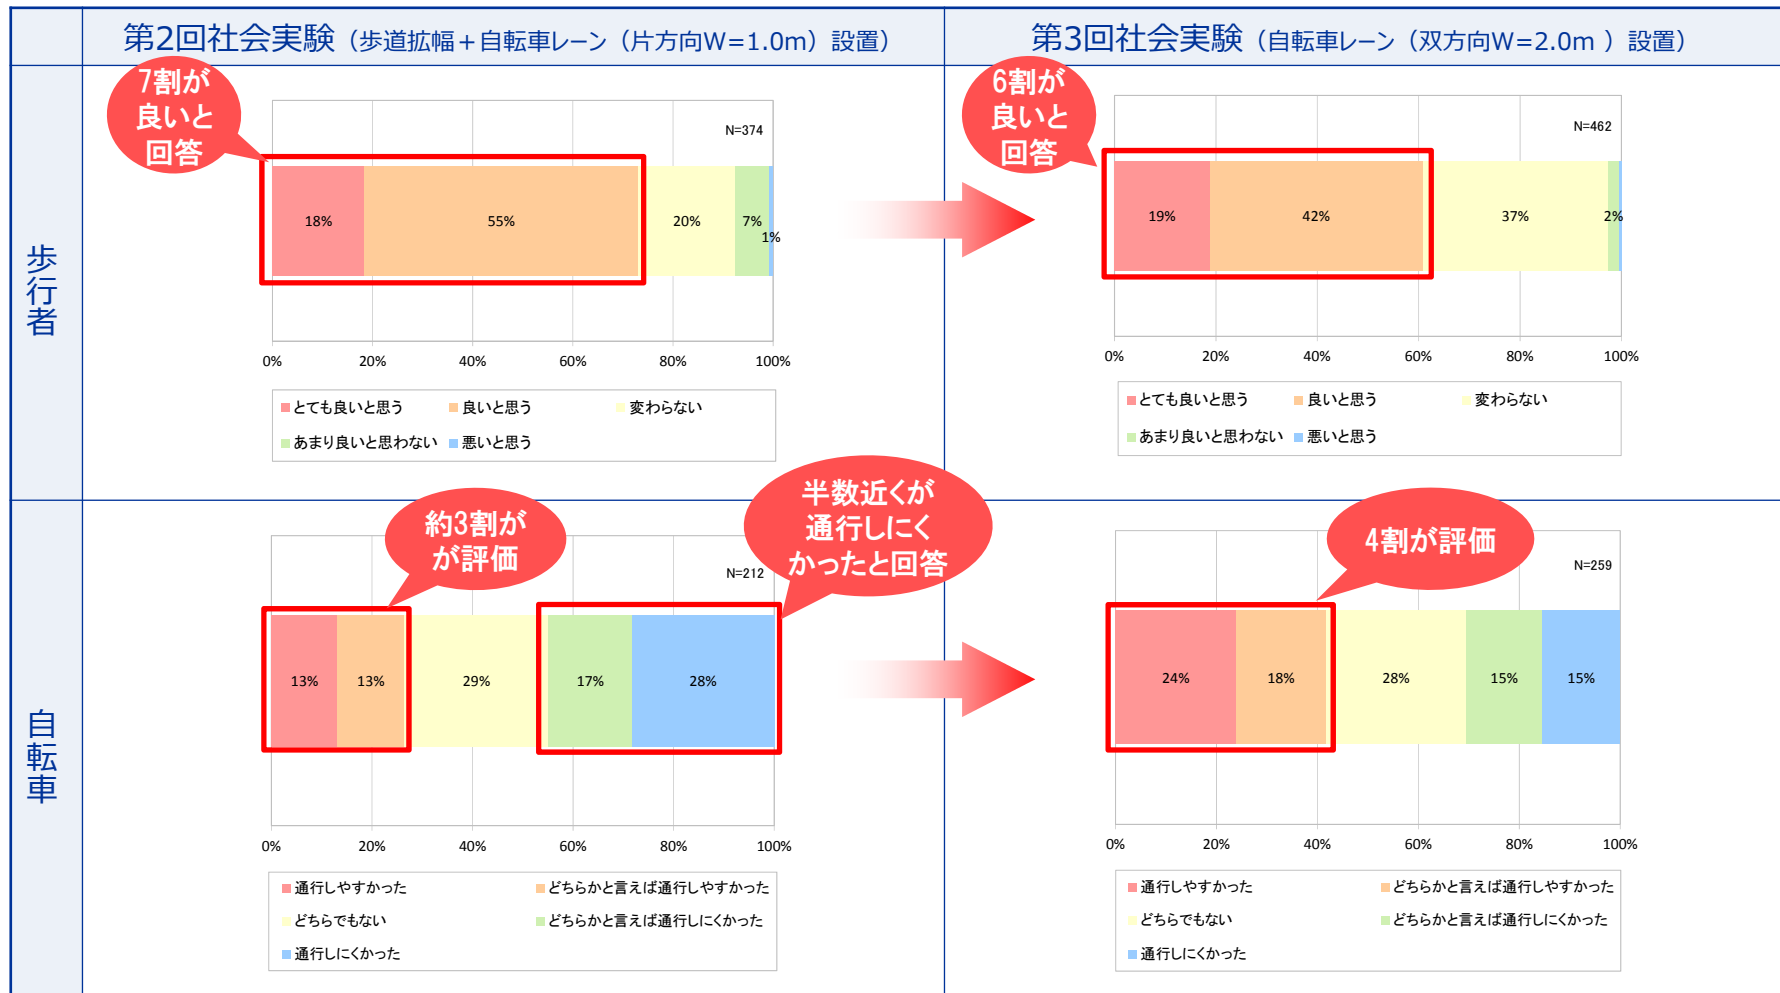 第2回社会実験（歩道拡幅＋自転車レーン（片方向W=1.0m）設置）
第3回社会実験（自転車レーン（双方向W=2.0m ）設置）
歩行者
7割が
良いと
回答
N=374
18%
55%
20%
7%
1%
0%
20%
40%
60%
80%
100%
とても良いと思う
良いと思う
変わらない
あまり良いと思わない
悪いと思う
6割が
良いと
回答
N=462
19%
42%
37%
2%
0%
20%
40%
60%
80%
100%
とても良いと思う
良いと思う
変わらない
あまり良いと思わない
悪いと思う
自転車
約3割が
が評価
半数近くが
通行しにく
かったと回答
N=212
13%
13%
29%
17%
28%
0%
20%
40%
60%
80%
100%
通行しやすかった
どちらかと言えば通行しやすかった
どちらでもない
どちらかと言えば通行しにくかった
通行しにくかった
4割が評価
N=259
24%
18%
28%
15%
15%
0%
20%
40%
60%
80%
100%
通行しやすかった
どちらかと言えば通行しやすかった
どちらでもない
どちらかと言えば通行しにくかった
通行しにくかった